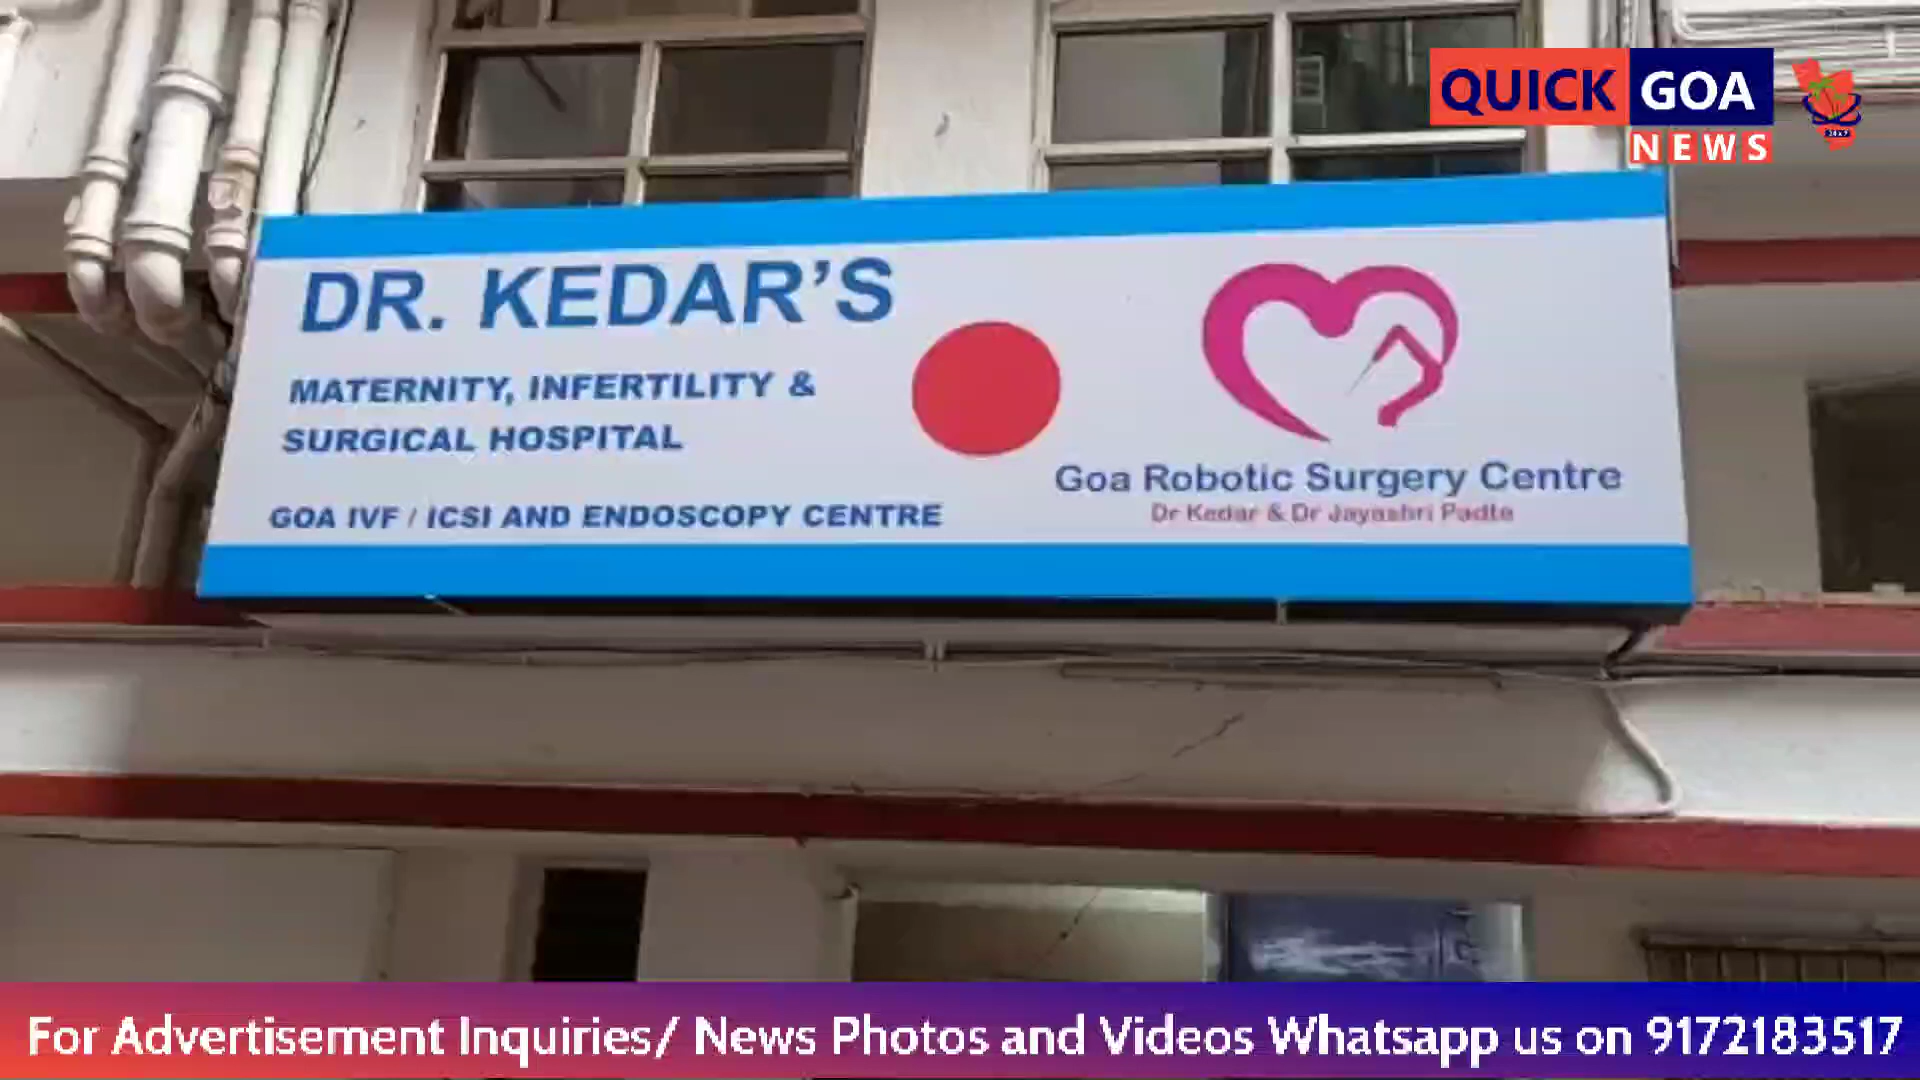 QUICK GOA
NEWS
DR. KEDAR'S
MATERNITY, INFERTILITY &
SURGICAL HOSPITAL
GOA IVF / ICSI AND ENDOSCOPY CENTRE
Goa Robotic Surgery Centre
Dr Kedar & Dr Jayashri Padte
For Advertisement Inquiries/ News Photos and Videos Whatsapp us on 9172183517